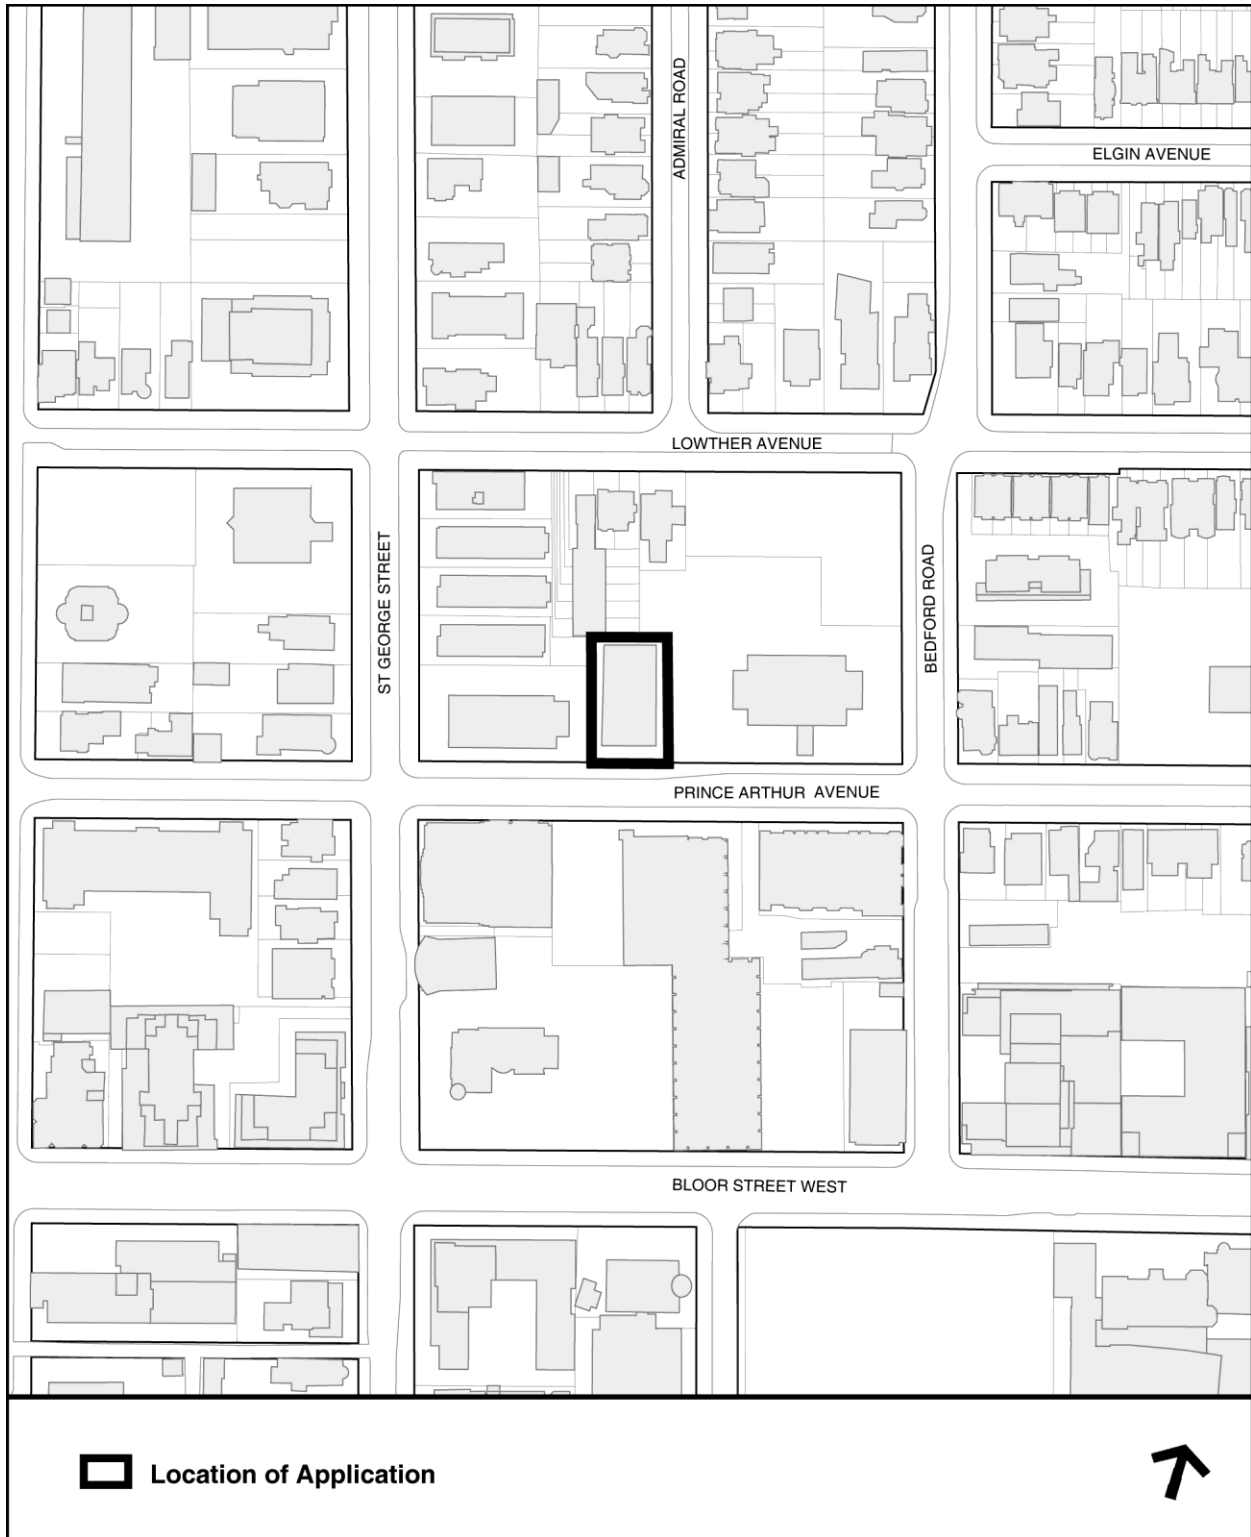 ADMIRAL ROAD
ELGIN AVENUE
LOWTHER AVENUE
ST GEORGE STREET
BEDFORD ROAD
PRINCE ARTHUR AVENUE
BLOOR STREET WEST
Location of Application